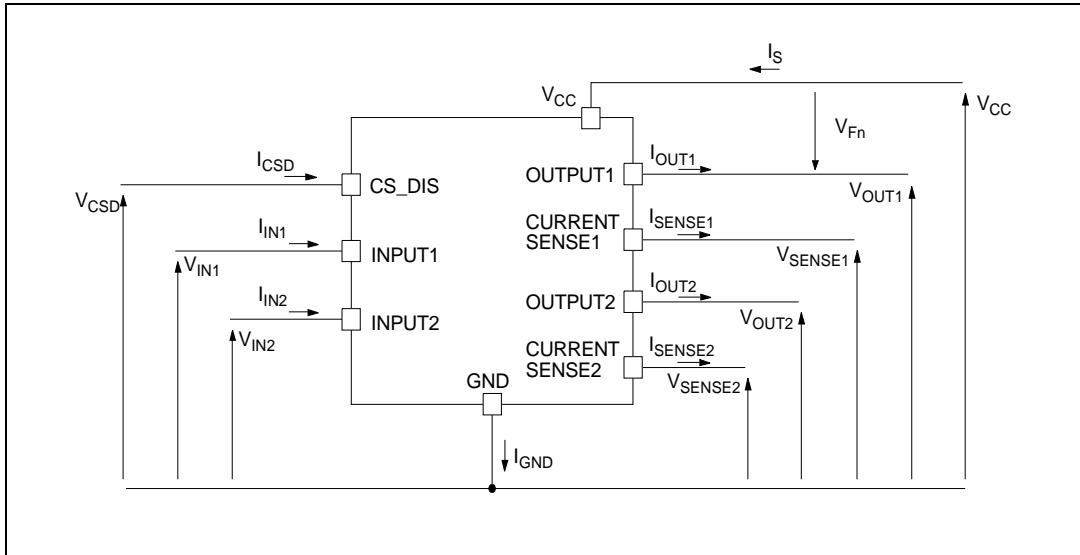 I_S
V_CC
V_CC
V_Fn
I_CSD
CS_DIS
V_CSD
OUTPUT1
I_OUT1
V_OUT1
I_IN1
INPUT1
V_IN1
CURRENT
SENSE1
I_SENSE1
V_SENSE1
I_IN2
INPUT2
V_IN2
OUTPUT2
I_OUT2
V_OUT2
CURRENT
SENSE2
I_SENSE2
V_SENSE2
GND
I_GND